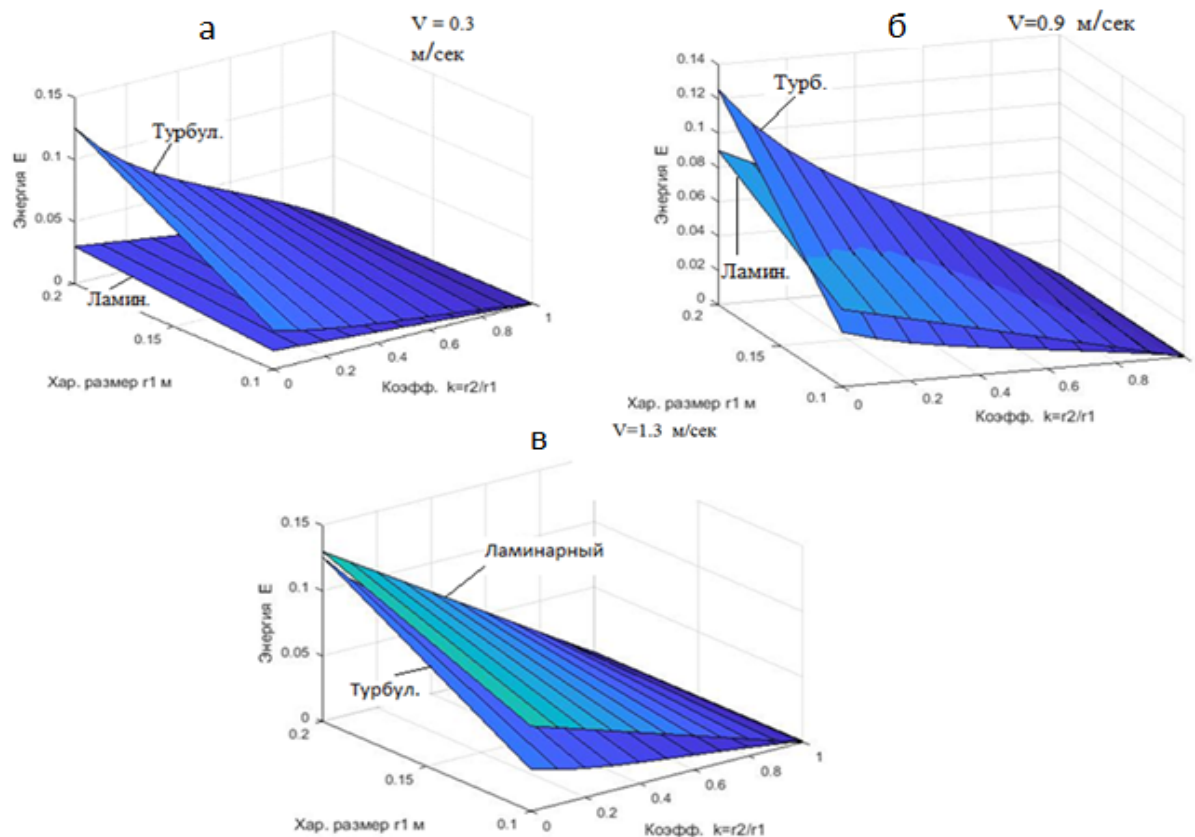 а
V = 0.3
м/сек
0.15
0.1
0.05
0
Энергия E
Турбул.
Ламин.
0.2
0.15
0.1
Хар. размер r1 м
0
0.2
0.4
0.6
0.8
1
Коэфф. k=r2/r1
б
V=0.9 м/сек
0.14
0.12
0.1
0.08
0.06
0.04
0.02
0
Энергия E
Турб.
Ламин.
0.2
0.15
0.1
Хар. размер r1 м
0
0.2
0.4
0.6
0.8
Коэфф. k=r2/r1
в
V=1.3 м/сек
0.15
0.1
0.05
0
Энергия E
Ламинарный
Турбул.
0.2
0.15
0.1
Хар. размер r1 м
0
0.2
0.4
0.6
0.8
1
Коэфф. k=r2/r1